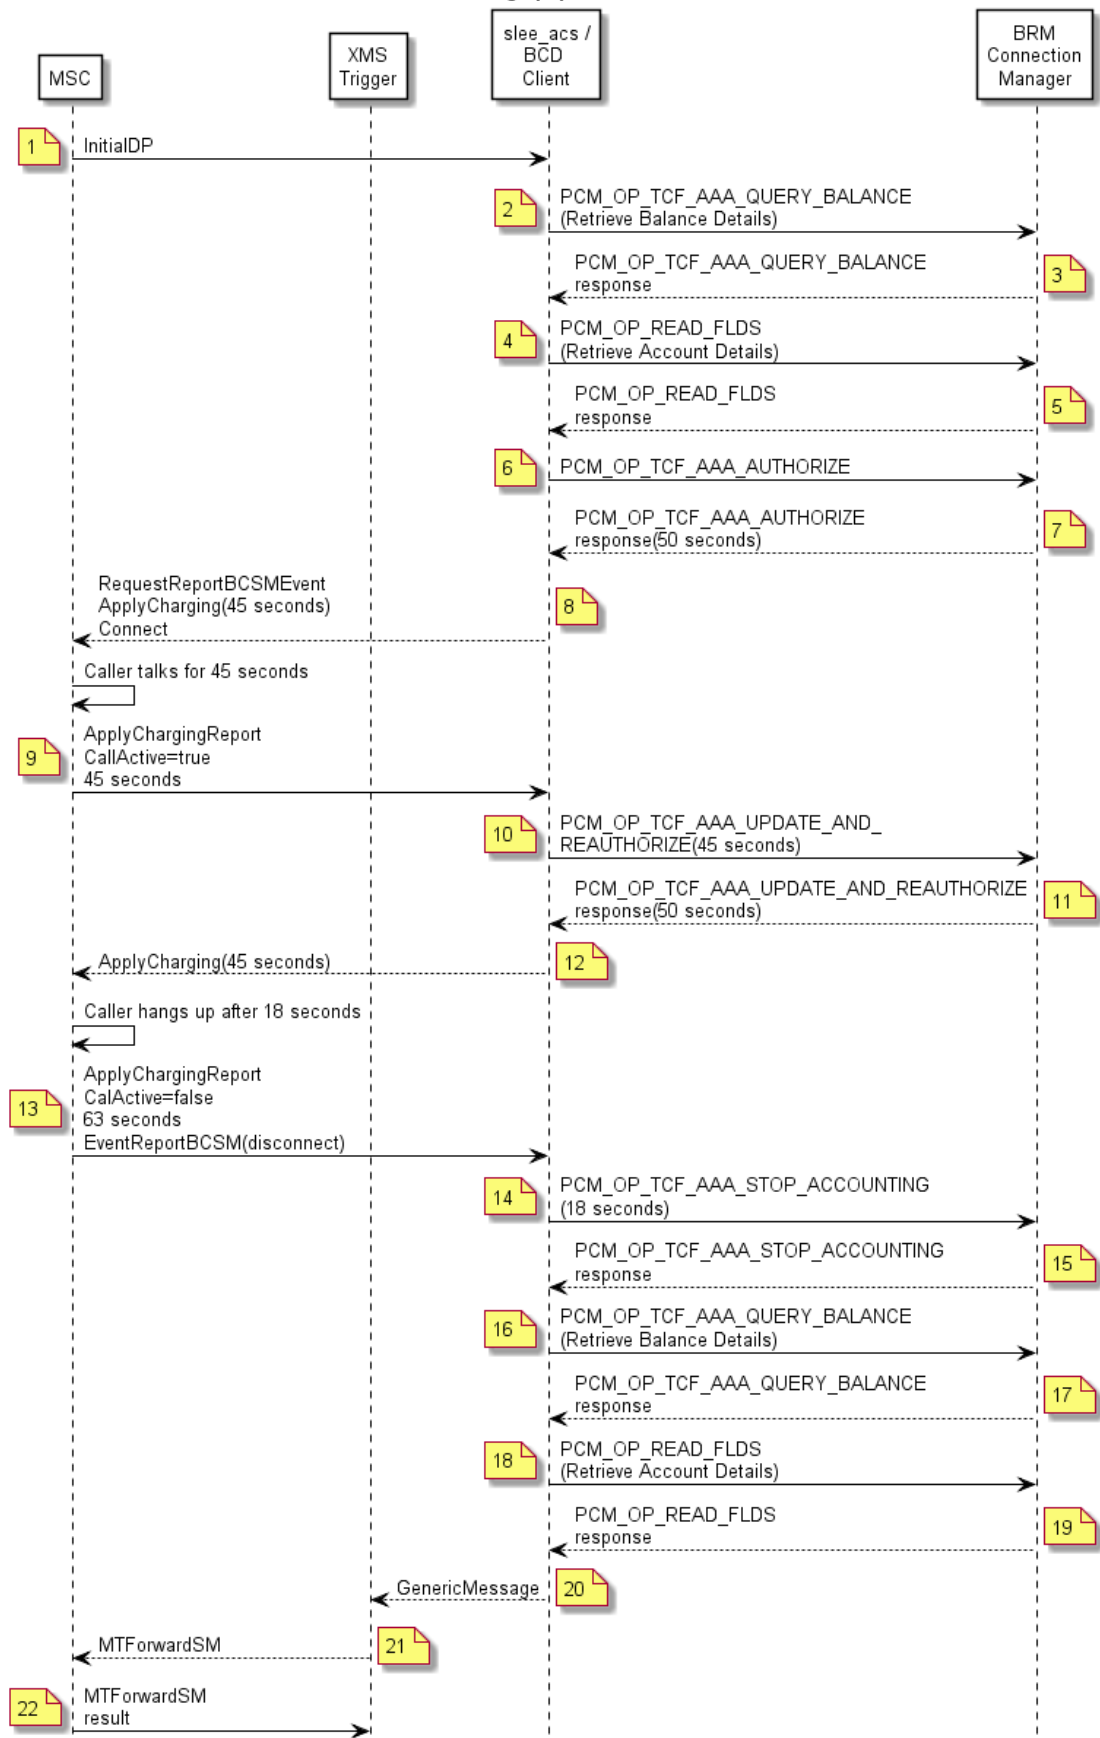 slee_acs /
BCD
Client
BRM
Connection
Manager
XMS
Trigger
MSC
1
InitialDP
2
PCM_OP_TCF_AAA_QUERY_BALANCE
(Retrieve Balance Details)
PCM_OP_TCF_AAA_QUERY_BALANCE
response
3
4
PCM_OP_READ_FLDS
(Retrieve Account Details)
PCM_OP_READ_FLDS
response
5
6
PCM_OP_TCF_AAA_AUTHORIZE
PCM_OP_TCF_AAA_AUTHORIZE
response(50 seconds)
7
RequestReportBCSMEvent
ApplyCharging(45 seconds)
Connect
8
Caller talks for 45 seconds
9
ApplyChargingReport
CallActive=true
45 seconds
10
PCM_OP_TCF_AAA_UPDATE_AND_
REAUTHORIZE(45 seconds)
PCM_OP_TCF_AAA_UPDATE_AND_REAUTHORIZE
response(50 seconds)
11
ApplyCharging(45 seconds)
12
Caller hangs up after 18 seconds
13
ApplyChargingReport
CalActive=false
63 seconds
EventReportBCSM(disconnect)
14
PCM_OP_TCF_AAA_STOP_ACCOUNTING
(18 seconds)
PCM_OP_TCF_AAA_STOP_ACCOUNTING
response
15
16
PCM_OP_TCF_AAA_QUERY_BALANCE
(Retrieve Balance Details)
PCM_OP_TCF_AAA_QUERY_BALANCE
response
17
18
PCM_OP_READ_FLDS
(Retrieve Account Details)
PCM_OP_READ_FLDS
response
19
GenericMessage
20
MTForwardSM
21
22
MTForwardSM
result